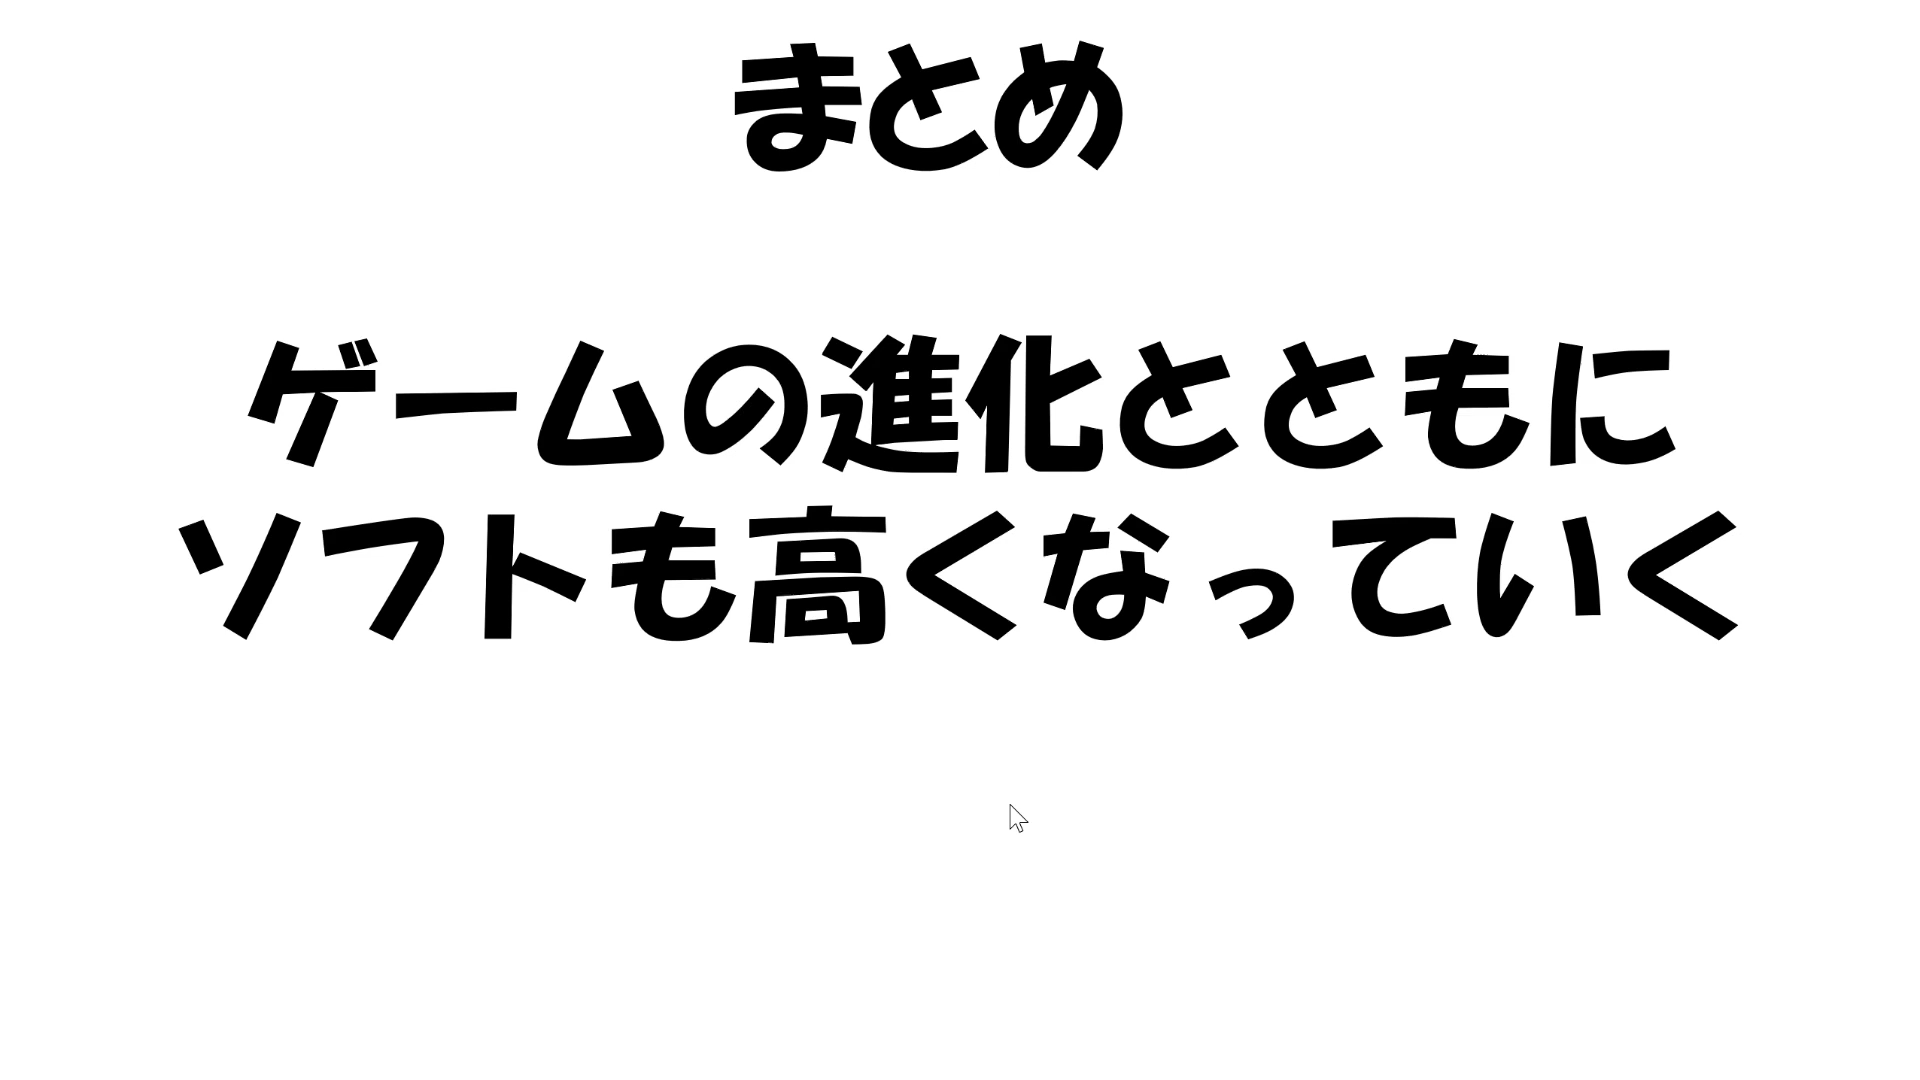 まとめ
ゲームの進化とともに
ソフトも高くなっていく